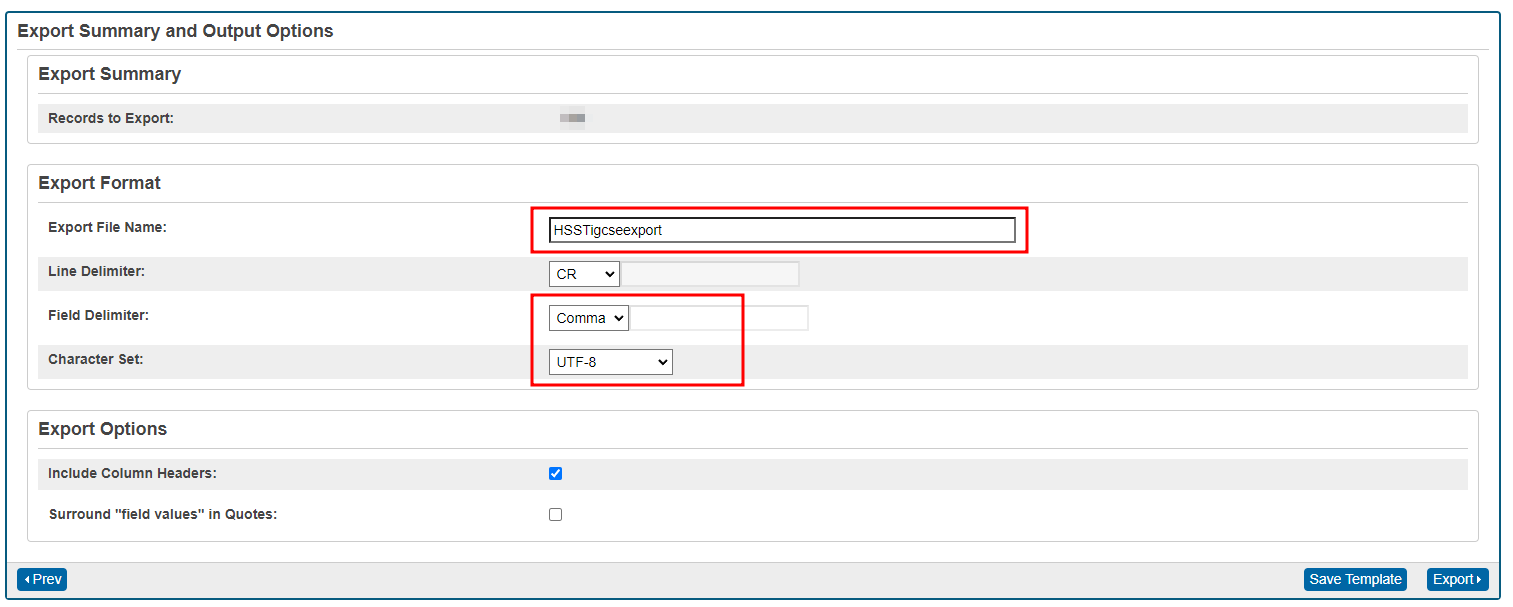 Export Summary and Output Options
Export Summary
Records to Export:
Export Format
Export File Name: HSSTigcseexport
Line Delimiter: CR
Field Delimiter: Comma
Character Set: UTF-8
Export Options
Include Column Headers:
Surround "field values" in Quotes:
Prev Save Template Export